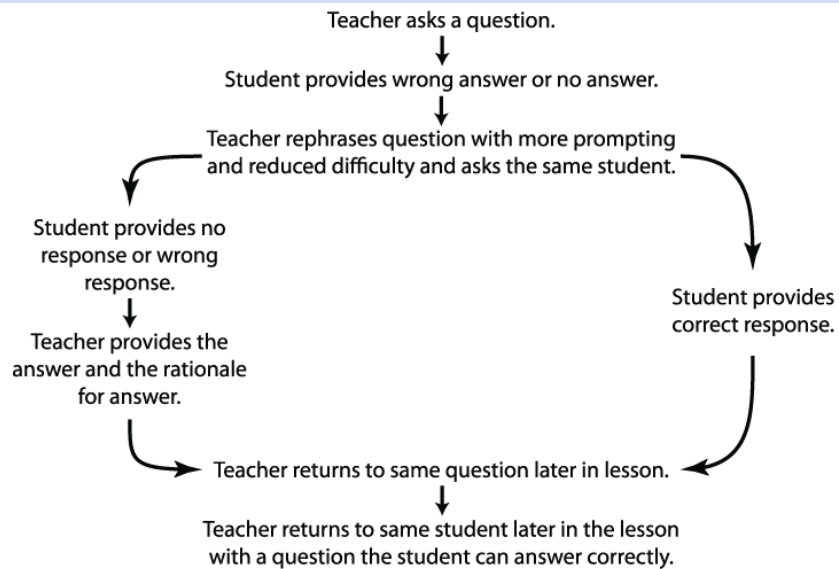 Teacher asks a question.
Student provides wrong answer or no answer.
Teacher rephrases question with more prompting
and reduced difficulty and asks the same student.
Student provides no
response or wrong
response.
Teacher provides the
answer and the rationale
for answer.
Student provides
correct response.
Teacher returns to same question later in lesson.
Teacher returns to same student later in the lesson
with a question the student can answer correctly.